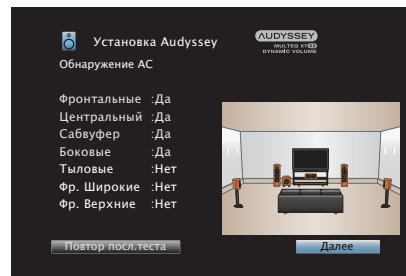 Установка Audyssey
AUDYSSEY
MULTEQ XT32
DYNAMIC VOLUME
Обнаружение АС
Фронтальные :Да
Центральный :Да
Сабвуфер :Да
Боковые :Да
Тыловые :Нет
Фр. Широкие :Нет
Фр. Верхние :Нет
Повтор посл.теста
Далее